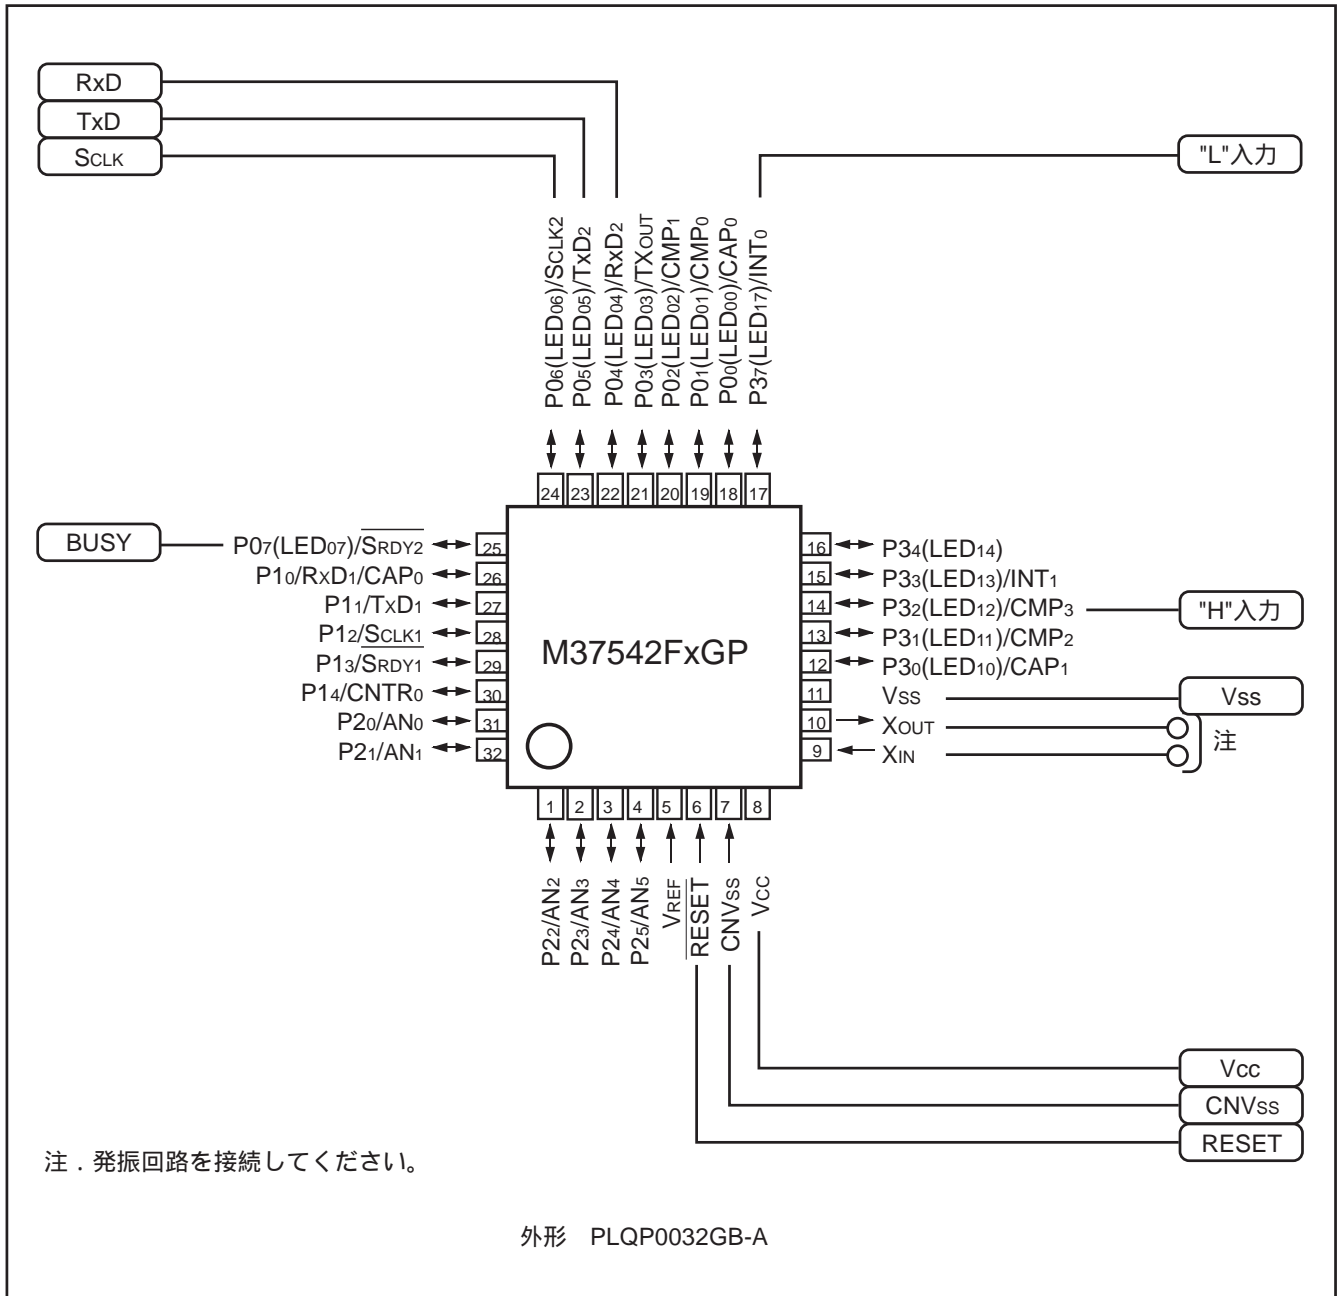 RxD
TxD
SCLK
"L"入力
P06(LED06)/SCLK2
P05(LED05)/TxD2
P04(LED04)/RxD2
P03(LED03)/TXOUT
P02(LED02)/CMP1
P01(LED01)/CMP0
P00(LED00)/CAP0
P37(LED17)/INT0
24 23 22 21 20 19 18 17
BUSY
P07(LED07)/SRDY2 25
P10/RxD1/CAP0 26
P11/TxD1 27
P12/SCLK1 28
P13/SRDY1 29
P14/CNTR0 30
P20/AN0 31
P21/AN1 32
M37542FxGP
16 P34(LED14)
15 P33(LED13)/INT1
14 P32(LED12)/CMP3
"H"入力
13 P31(LED11)/CMP2
12 P30(LED10)/CAP1
11 VSS
Vss
10 XOUT
9 XIN
注
1 2 3 4 5 6 7 8
P22/AN2
P23/AN3
P24/AN4
P25/AN5
VREF
RESET
CNVSS
VCC
Vcc
CNVSS
RESET
注．発振回路を接続してください。
外形 PLQP0032GB-A